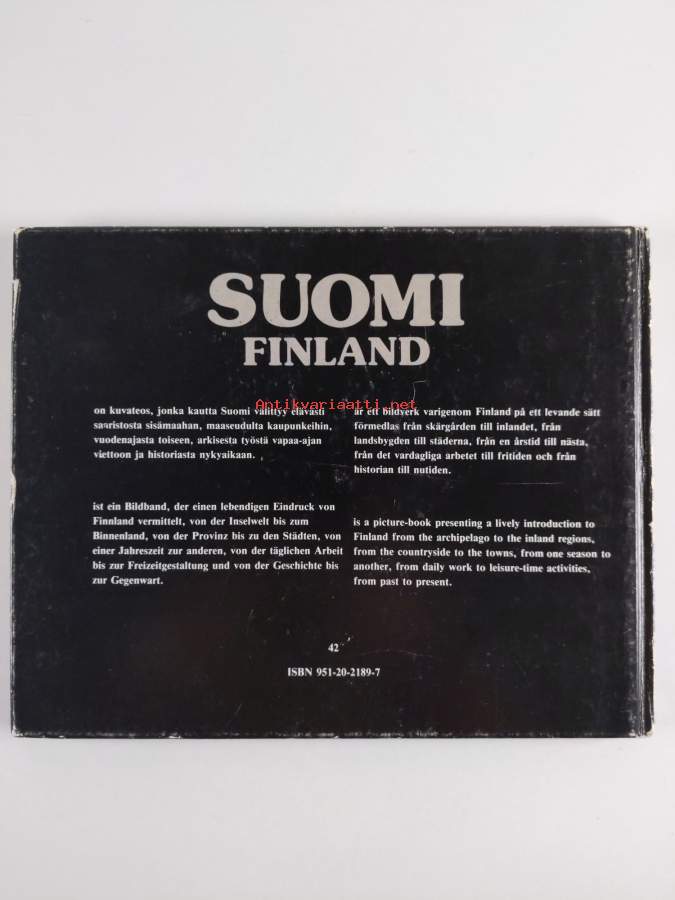 SUOMI
FINLAND
Antikvariaatti.net
on kuvateos, jonka kautta Suomi välittyy elävästi
saaristosta sisämaahan, maaseudulta kaupunkeihin,
vuodenajasta toiseen, arkisesta työstä vapaa-ajan
viettoon ja historiasta nykyaikaan.
är ett bildverk varigenom Finland på ett levande sätt
förmedlas från skärgården till inlandet, från
landsbygden till städerna, från en årstid till nästa,
från det vardagliga arbetet till fritiden och från
historian till nutiden.
ist ein Bildband, der einen lebendigen Eindruck von
Finnland vermittelt, von der Inselwelt bis zum
Binnenland, von der Provinz bis zu den Städten, von
einer Jahreszeit zur anderen, von der täglichen Arbeit
bis zur Freizeitgestaltung und von der Geschichte bis
zur Gegenwart.
is a picture-book presenting a lively introduction to
Finland from the archipelago to the inland regions,
from the countryside to the towns, from one season to
another, from daily work to leisure-time activities,
from past to present.
42
ISBN 951-20-2189-7